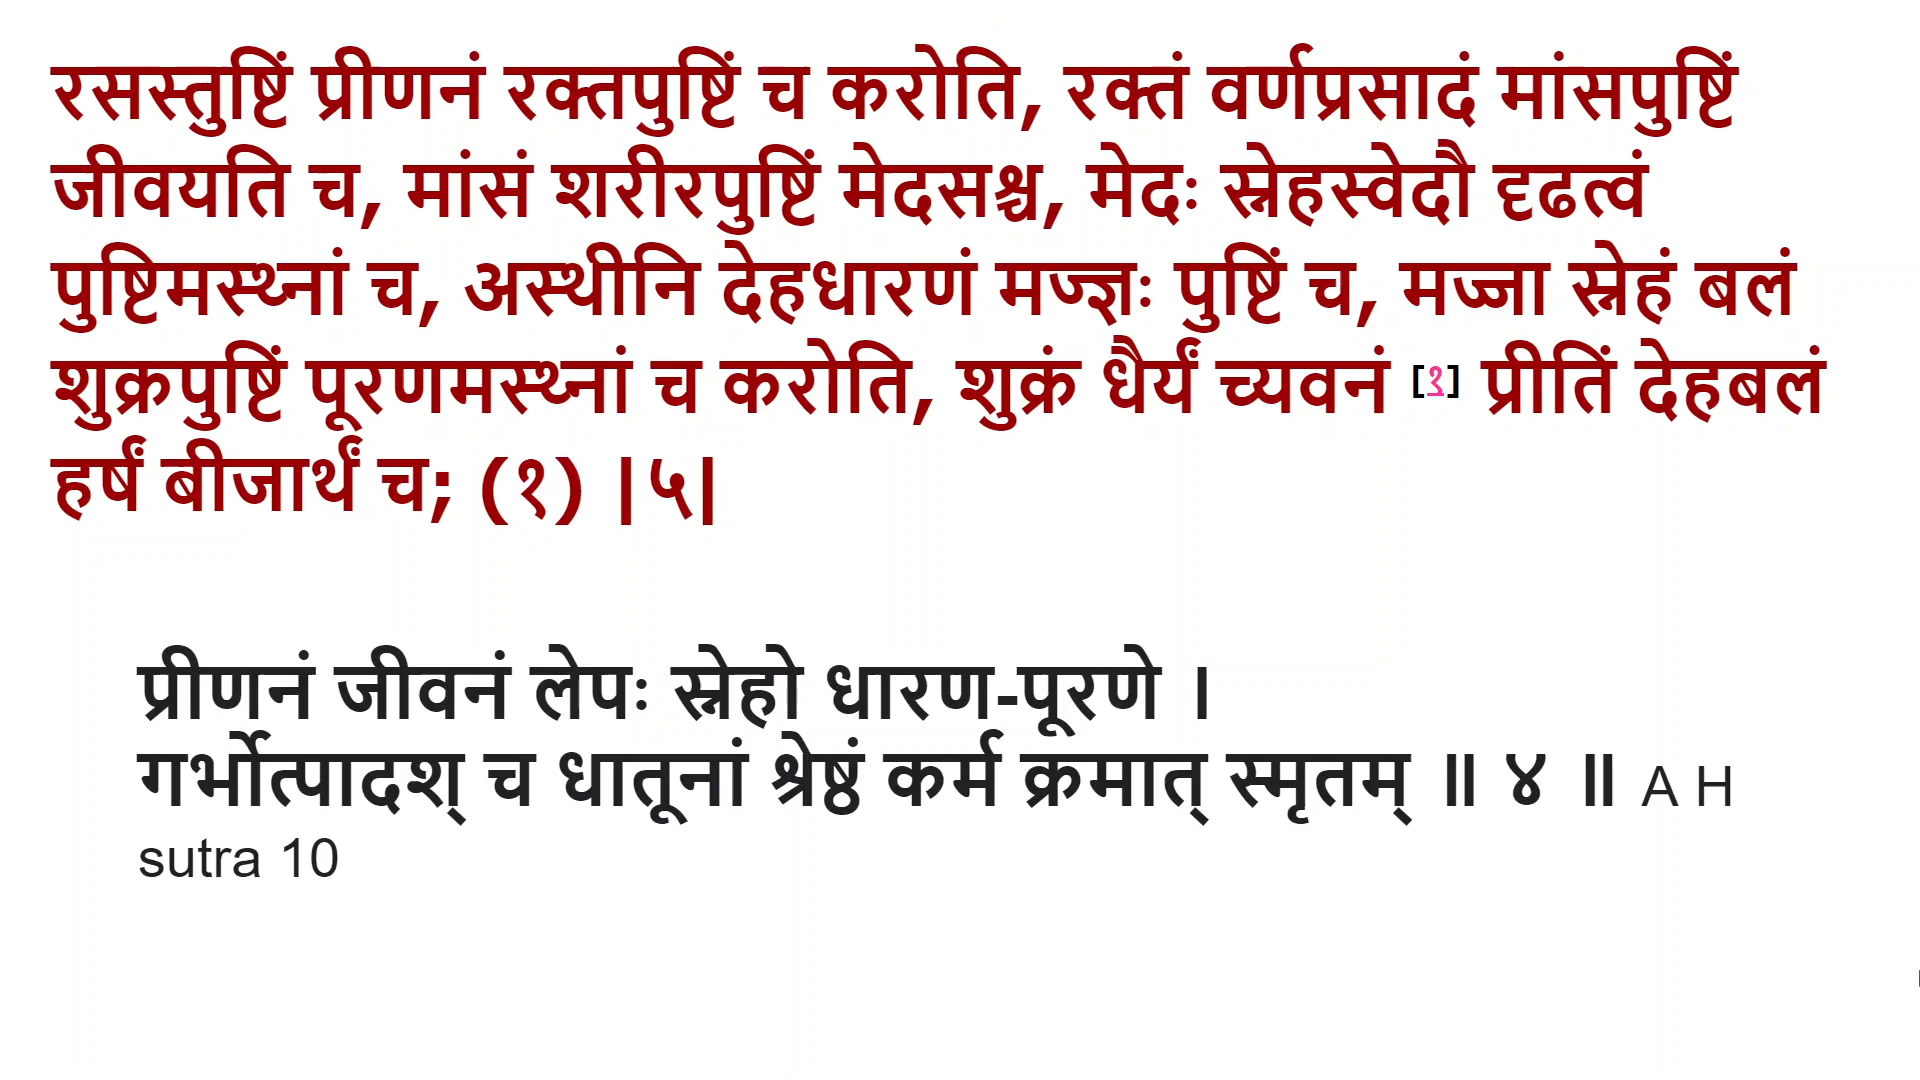 रसस्तुष्टिं प्रीणनं रक्तपुष्टिं च करोति, रक्तं वर्णप्रसादं मांसपुष्टिं
जीवयति च, मांसं शरीरपुष्टिं मेदसश्च, मेदः स्नेहस्वेदौ दृढत्वं
पुष्टिमस्थ्नां च, अस्थीनि देहधारणं मज्ज्ञः पुष्टिं च, मज्जा स्नेहं बलं
शुक्रपुष्टिं पूरणमस्थ्नां च करोति, शुक्रं धैर्यं च्यवनं [१] प्रीतिं देहबलं
हर्षं बीजार्थं च; (१) |५|
प्रीणनं जीवनं लेपः स्नेहो धारण-पूरणे ।
गर्भोत्पादश् च धातूनां श्रेष्ठं कर्म क्रमात् स्मृतम् ॥ ४ ॥ A H
sutra 10